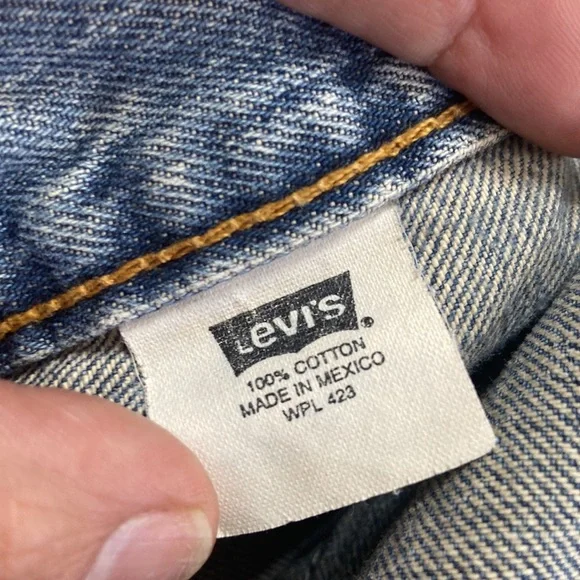 Levi's®
100% COTTON
MADE IN MEXICO
WPL 423